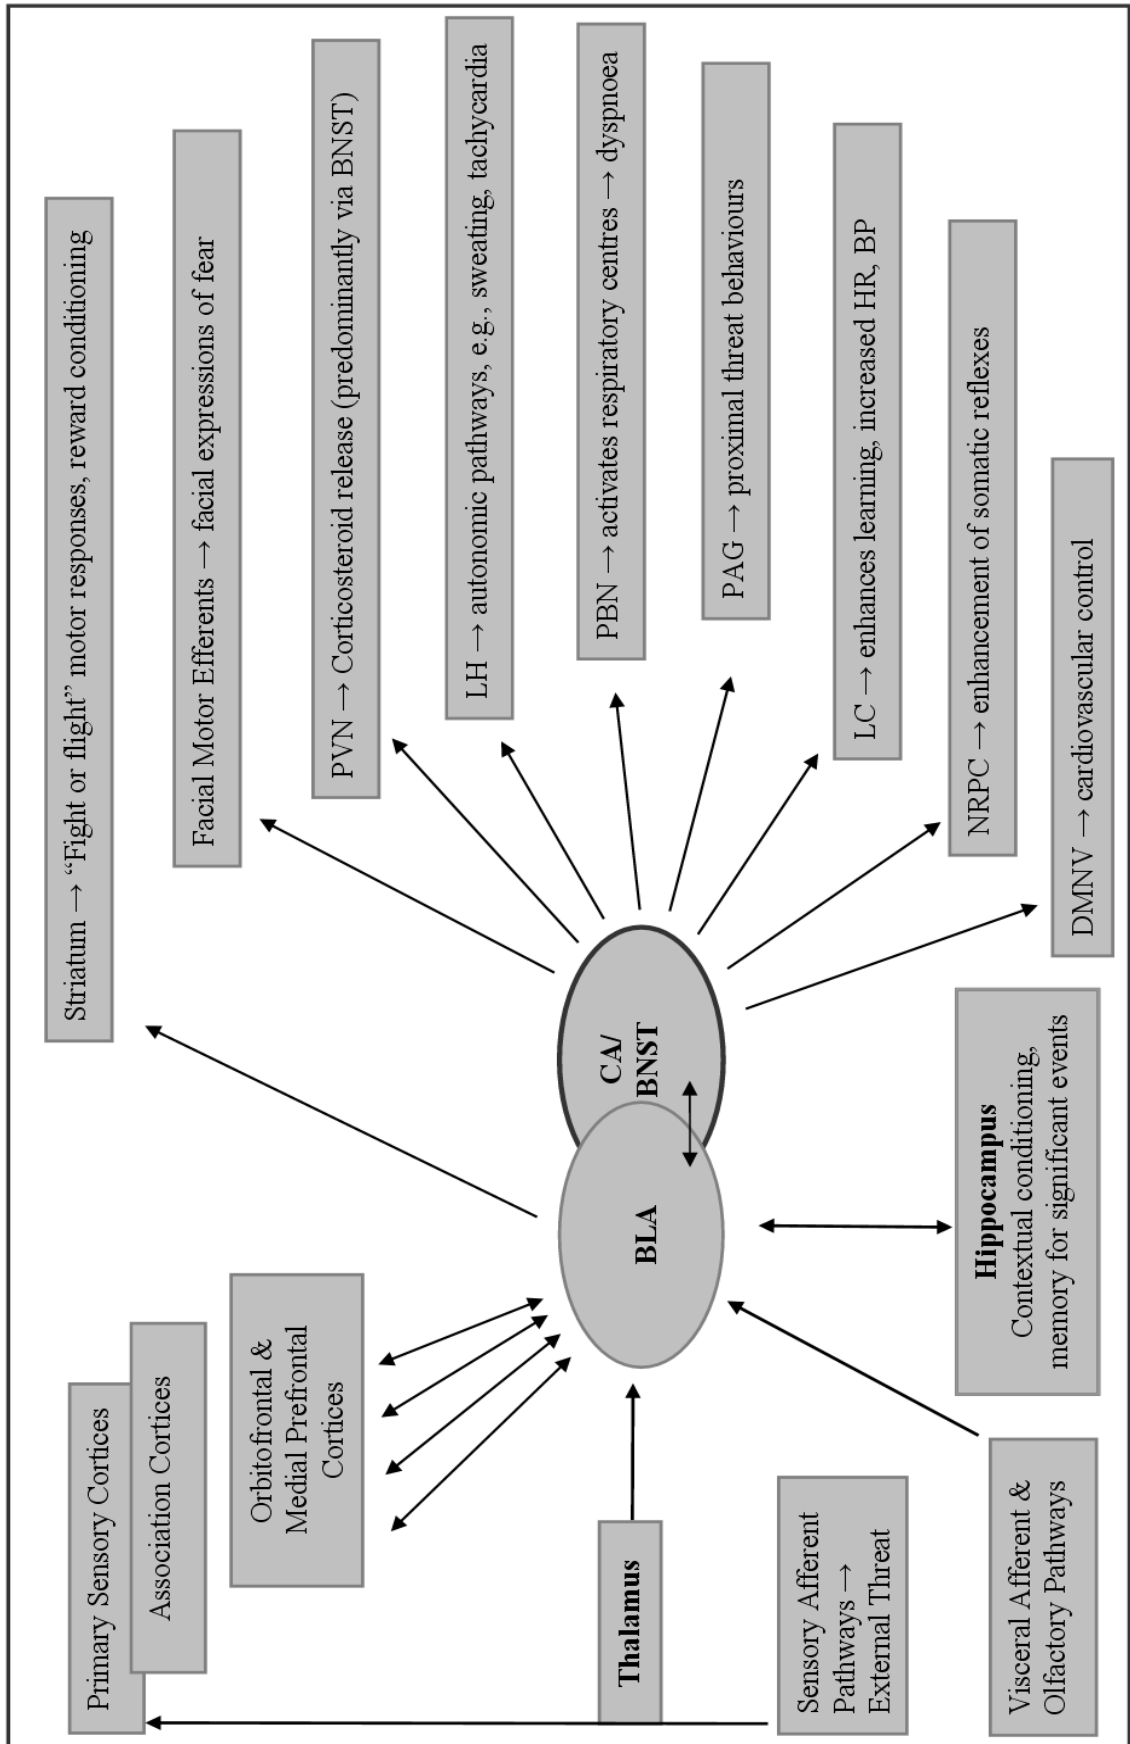 Primary Sensory Cortices
Association Cortices
Orbitofrontal &
Medial Prefrontal
Cortices
Thalamus
Sensory Afferent
Pathways →
External Threat
Visceral Afferent &
Olfactory Pathways
BLA
CA/
BNST
Hippocampus
Contextual conditioning,
memory for significant events
Striatum → “Fight or flight” motor responses, reward conditioning
Facial Motor Efferents → facial expressions of fear
PVN → Corticosteroid release (predominantly via BNST)
LH → autonomic pathways, e.g., sweating, tachycardia
PBN → activates respiratory centres → dyspnoea
PAG → proximal threat behaviours
LC → enhances learning, increased HR, BP
NRPC → enhancement of somatic reflexes
DMNV → cardiovascular control